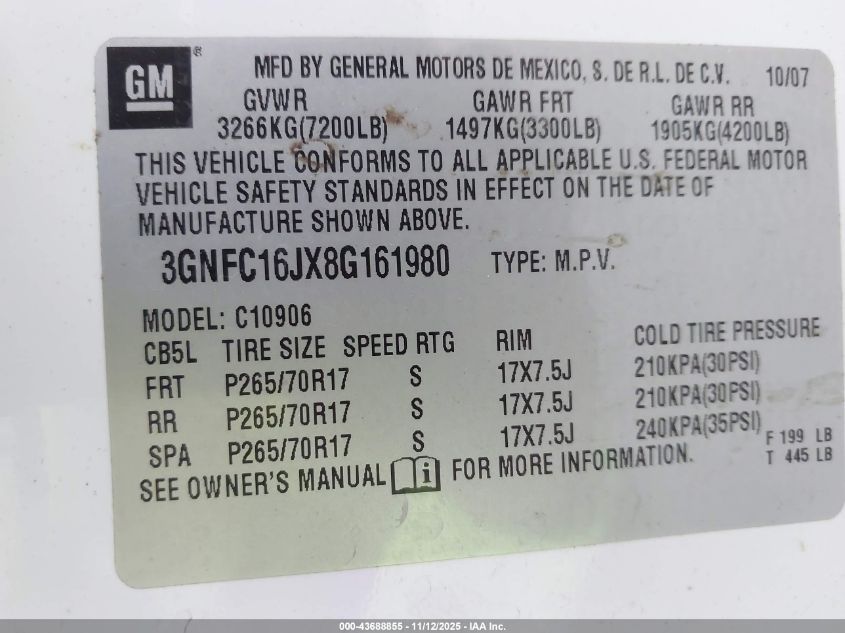 GM ®
MFD BY GENERAL MOTORS DE MEXICO, S. DE R.L. DE C.V. 10/07
GVWR GAWR FRT GAWR RR
3266KG(7200LB) 1497KG(3300LB) 1905KG(4200LB)
THIS VEHICLE CONFORMS TO ALL APPLICABLE U.S. FEDERAL MOTOR
VEHICLE SAFETY STANDARDS IN EFFECT ON THE DATE OF
MANUFACTURE SHOWN ABOVE.
3GNFC16JX8G161980 TYPE: M.P.V.
MODEL: C10906
CB5L TIRE SIZE SPEED RTG RIM COLD TIRE PRESSURE
FRT P265/70R17 S 17X7.5J 210KPA(30PSI)
RR P265/70R17 S 17X7.5J 210KPA(30PSI)
SPA P265/70R17 S 17X7.5J 240KPA(35PSI)
F 199 LB
T 445 LB
SEE OWNER'S MANUAL i FOR MORE INFORMATION.
000-43688855 - 11/12/2025 - IAA Inc.